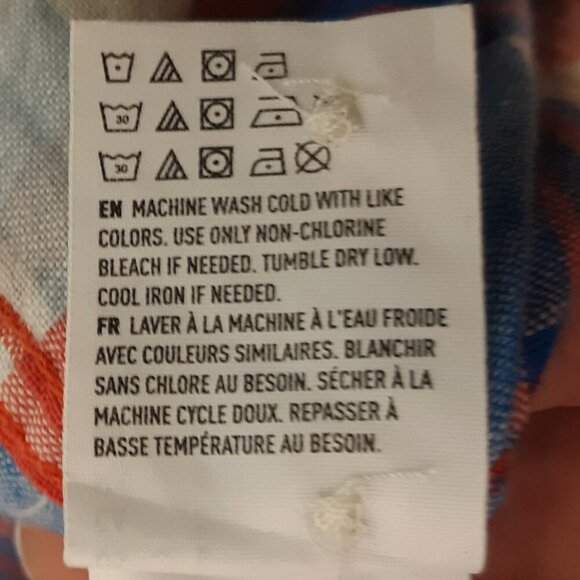 30
30
EN MACHINE WASH COLD WITH LIKE
COLORS. USE ONLY NON-CHLORINE
BLEACH IF NEEDED. TUMBLE DRY LOW.
COOL IRON IF NEEDED.
FR LAVER À LA MACHINE À L'EAU FROIDE
AVEC COULEURS SIMILAIRES. BLANCHIR
SANS CHLORE AU BESOIN. SÉCHER À LA
MACHINE CYCLE DOUX. REPASSER À
BASSE TEMPÉRATURE AU BESOIN.